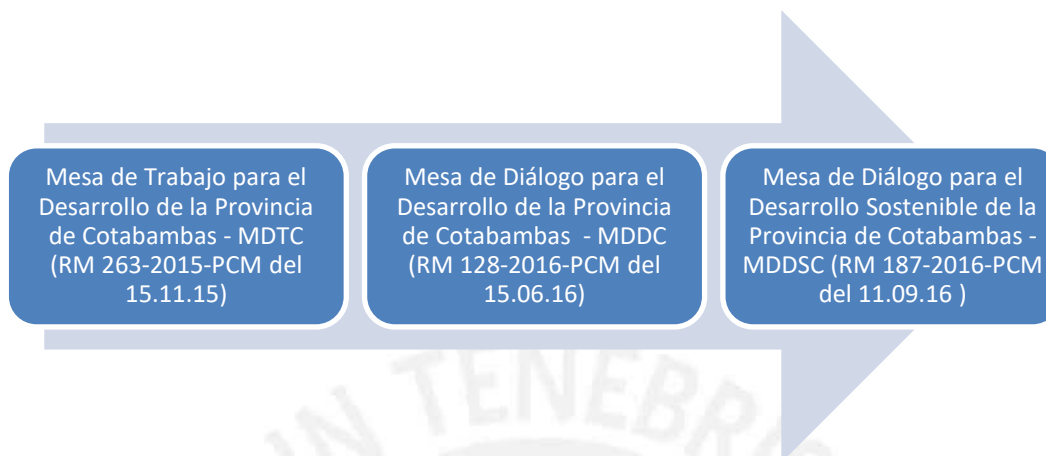 Mesa de Trabajo para el
Desarrollo de la Provincia
de Cotabambas - MDTC
(RM 263-2015-PCM del
15.11.15)
Mesa de Diálogo para el
Desarrollo de la Provincia
de Cotabambas - MDDC
(RM 128-2016-PCM del
15.06.16)
Mesa de Diálogo para el
Desarrollo Sostenible de la
Provincia de Cotabambas -
MDDSC (RM 187-2016-PCM
del 11.09.16 )
IN TENEBRIS